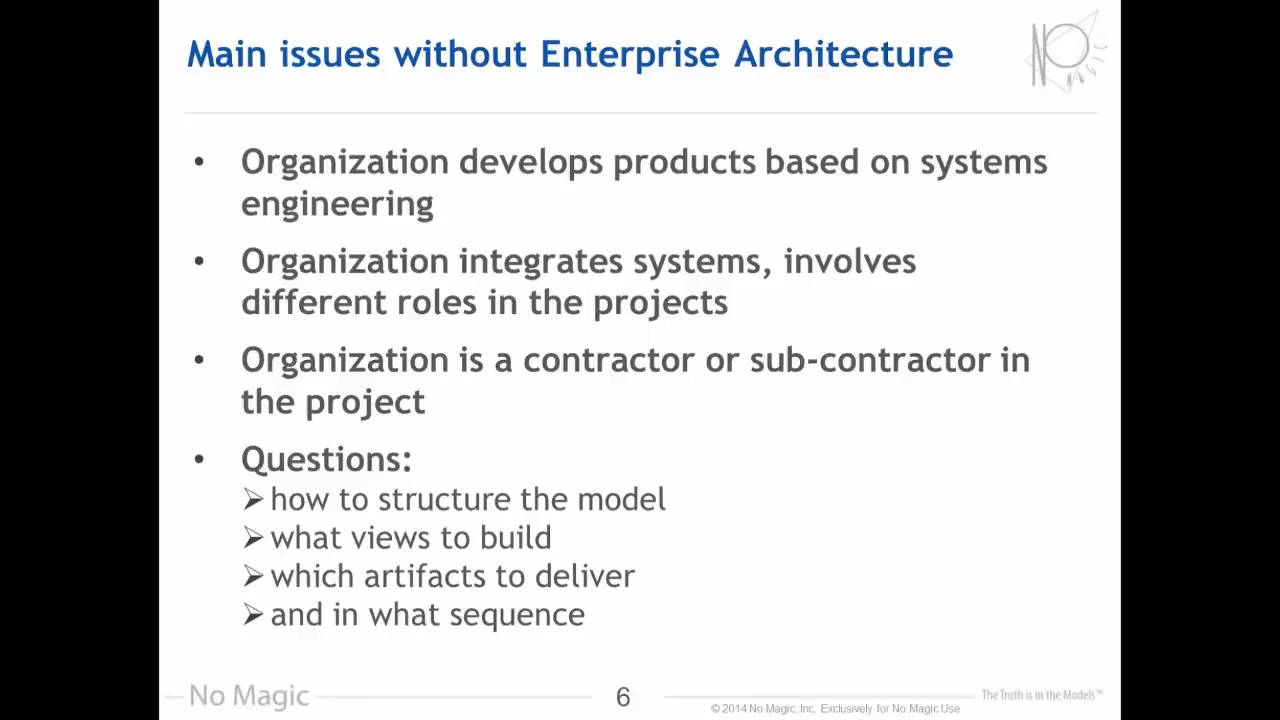 Main issues without Enterprise Architecture
NO MAGIC
• Organization develops products based on systems
engineering
• Organization integrates systems, involves
different roles in the projects
• Organization is a contractor or sub-contractor in
the project
• Questions:
➢ how to structure the model
➢ what views to build
➢ which artifacts to deliver
➢ and in what sequence
No Magic
6
© 2014 No Magic, Inc. Exclusively for No Magic Use
The Truth is in the Models™